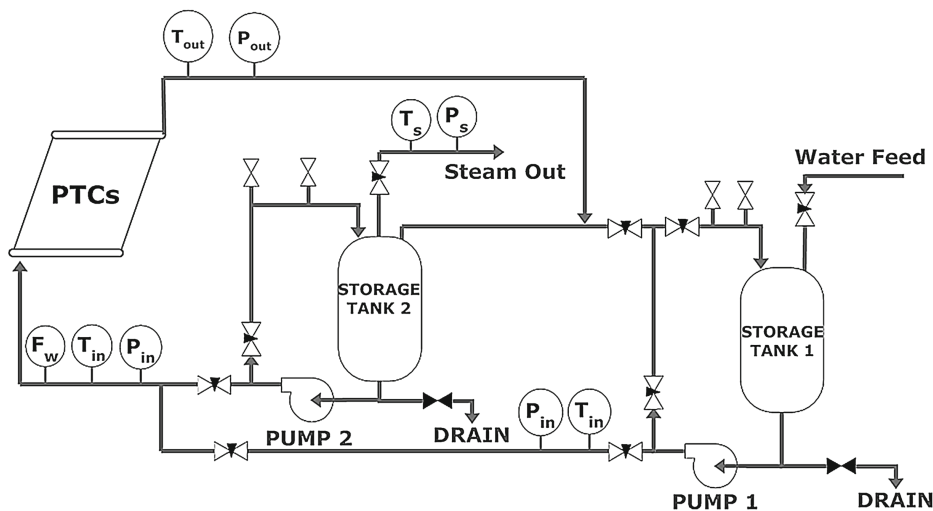 Tout
Pout
Ts
Ps
Steam Out
Water Feed
PTCs
STORAGE
TANK 2
STORAGE
TANK 1
Fw
Tin
Pin
Pin
Tin
PUMP 2
DRAIN
PUMP 1
DRAIN